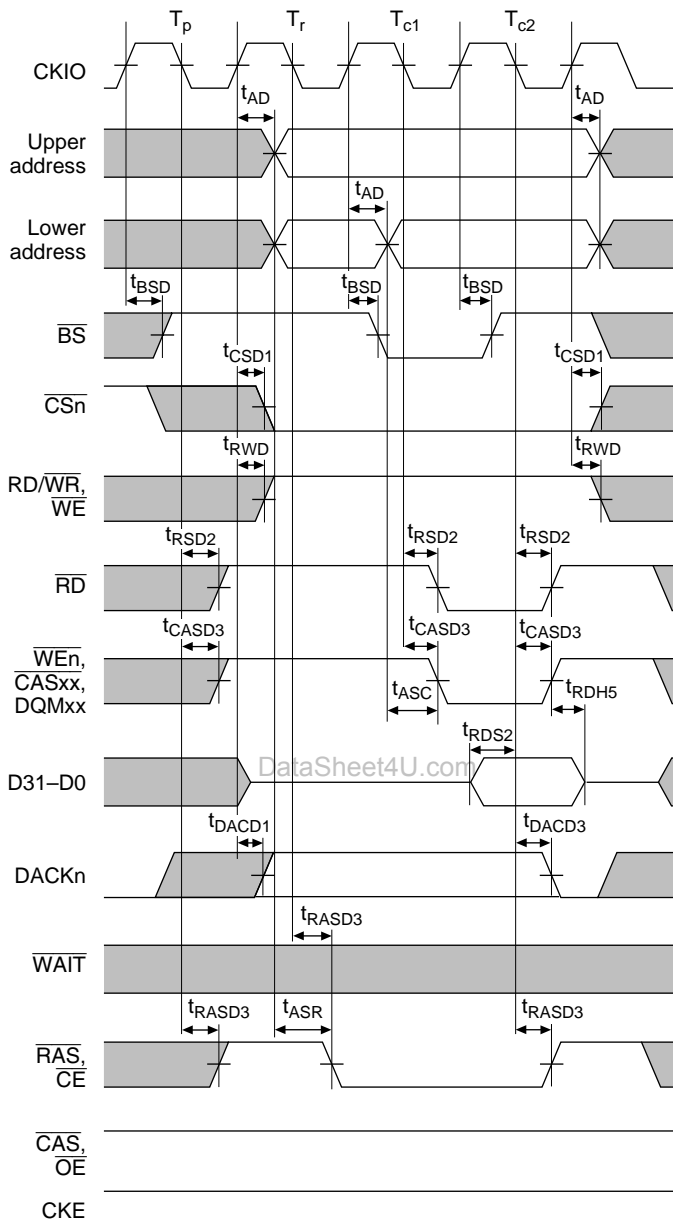 Tp Tr Tc1 Tc2
CKIO
tAD tAD
Upper
address
tAD
Lower
address
tBSD tBSD tBSD
BS
tCSD1 tCSD1
CSn
tRWD tRWD
RD/WR,
WE
tRSD2 tRSD2 tRSD2
RD
tCASD3 tCASD3 tCASD3
WEn,
CASxx,
DQMxx
tASC tRDH5
tRDS2
DataSheet4U.com
D31–D0
tDACD1 tDACD3
DACKn
tRASD3
WAIT
tRASD3 tASR tRASD3
RAS,
CE
CAS,
OE
CKE